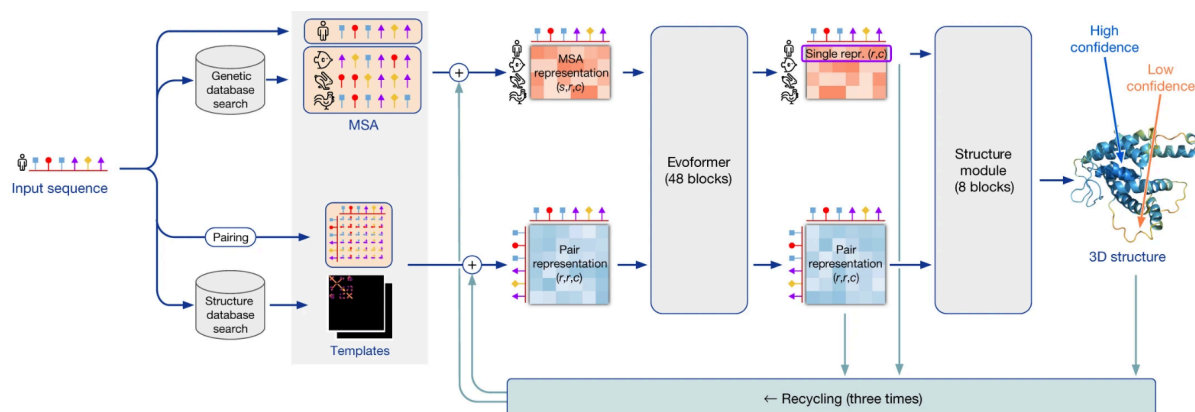 Input sequence
Genetic
database
search
MSA
Pairing
Structure
database
search
Templates
+
+
MSA
representation
(s,r,c)
Pair
representation
(r,r,c)
Evoformer
(48 blocks)
Single repr. (r,c)
Pair
representation
(r,r,c)
Structure
module
(8 blocks)
High
confidence
Low
confidence
3D structure
← Recycling (three times)